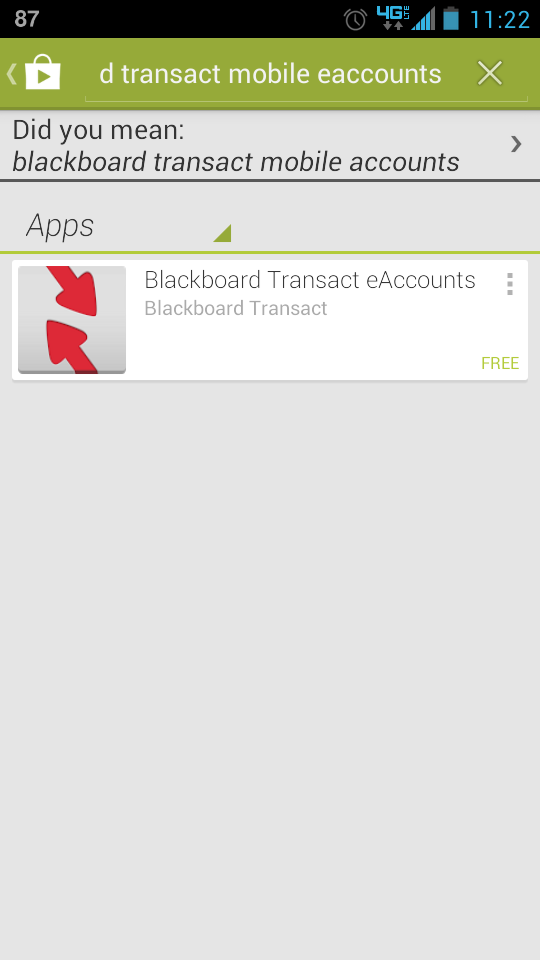 87
4G LTE
11:22
d transact mobile eaccounts
Did you mean:
blackboard transact mobile accounts
Apps
Blackboard Transact eAccounts
Blackboard Transact
FREE